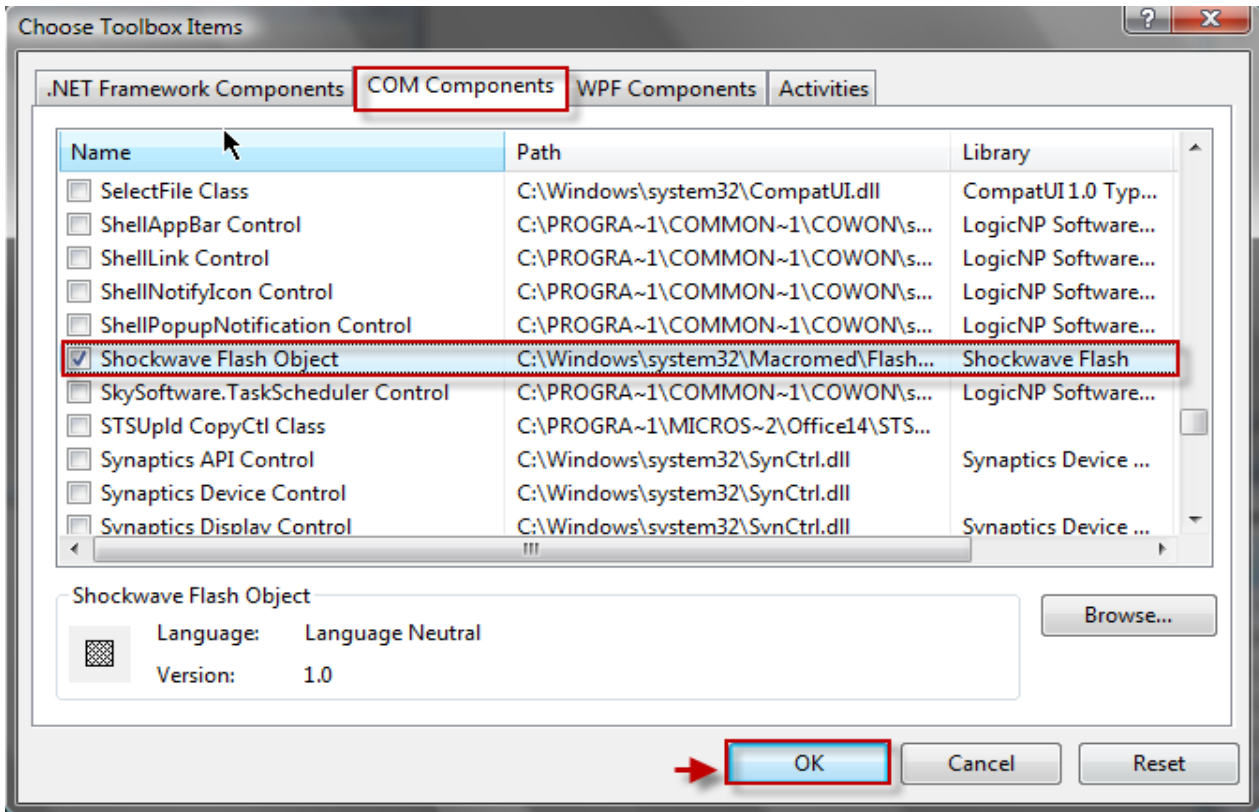 Choose Toolbox Items
.NET Framework Components COM Components WPF Components Activities
Name Path Library
SelectFile Class C:\Windows\system32\CompatUI.dll CompatUI 1.0 Typ...
ShellAppBar Control C:\PROGRA~1\COMMON~1\COWON\s... LogicNP Software...
ShellLink Control C:\PROGRA~1\COMMON~1\COWON\s... LogicNP Software...
ShellNotifyIcon Control C:\PROGRA~1\COMMON~1\COWON\s... LogicNP Software...
ShellPopupNotification Control C:\PROGRA~1\COMMON~1\COWON\s... LogicNP Software...
Shockwave Flash Object C:\Windows\system32\Macromed\Flash... Shockwave Flash
SkySoftware.TaskScheduler Control C:\PROGRA~1\COMMON~1\COWON\s... LogicNP Software...
STSUpld CopyCtl Class C:\PROGRA~1\MICROS~2\Office14\STS...
Synaptics API Control C:\Windows\system32\SynCtrl.dll Synaptics Device ...
Synaptics Device Control C:\Windows\system32\SynCtrl.dll
Synaptics Display Control C:\Windows\system32\SynCtrl.dll Synaptics Device ...
Shockwave Flash Object
Browse...
Language: Language Neutral
Version: 1.0
OK Cancel Reset